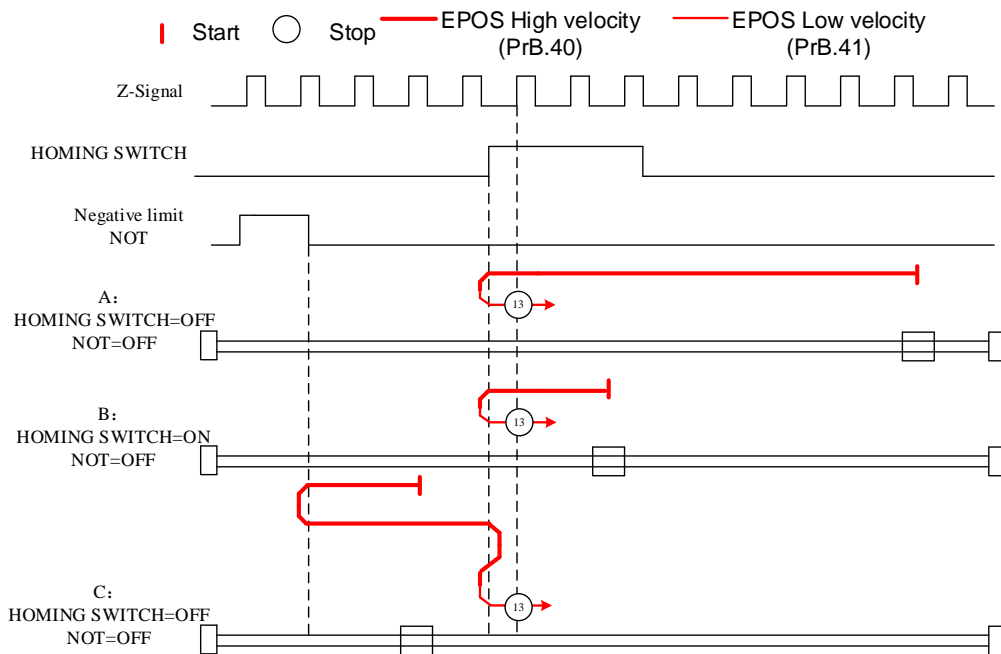 Start
Stop
EPOS High velocity
(PrB.40)
EPOS Low velocity
(PrB.41)
Z-Signal
HOMING SWITCH
Negative limit
NOT
A：
HOMING SWITCH=OFF
NOT=OFF
13
B：
HOMING SWITCH=ON
NOT=OFF
13
C：
HOMING SWITCH=OFF
NOT=OFF
13